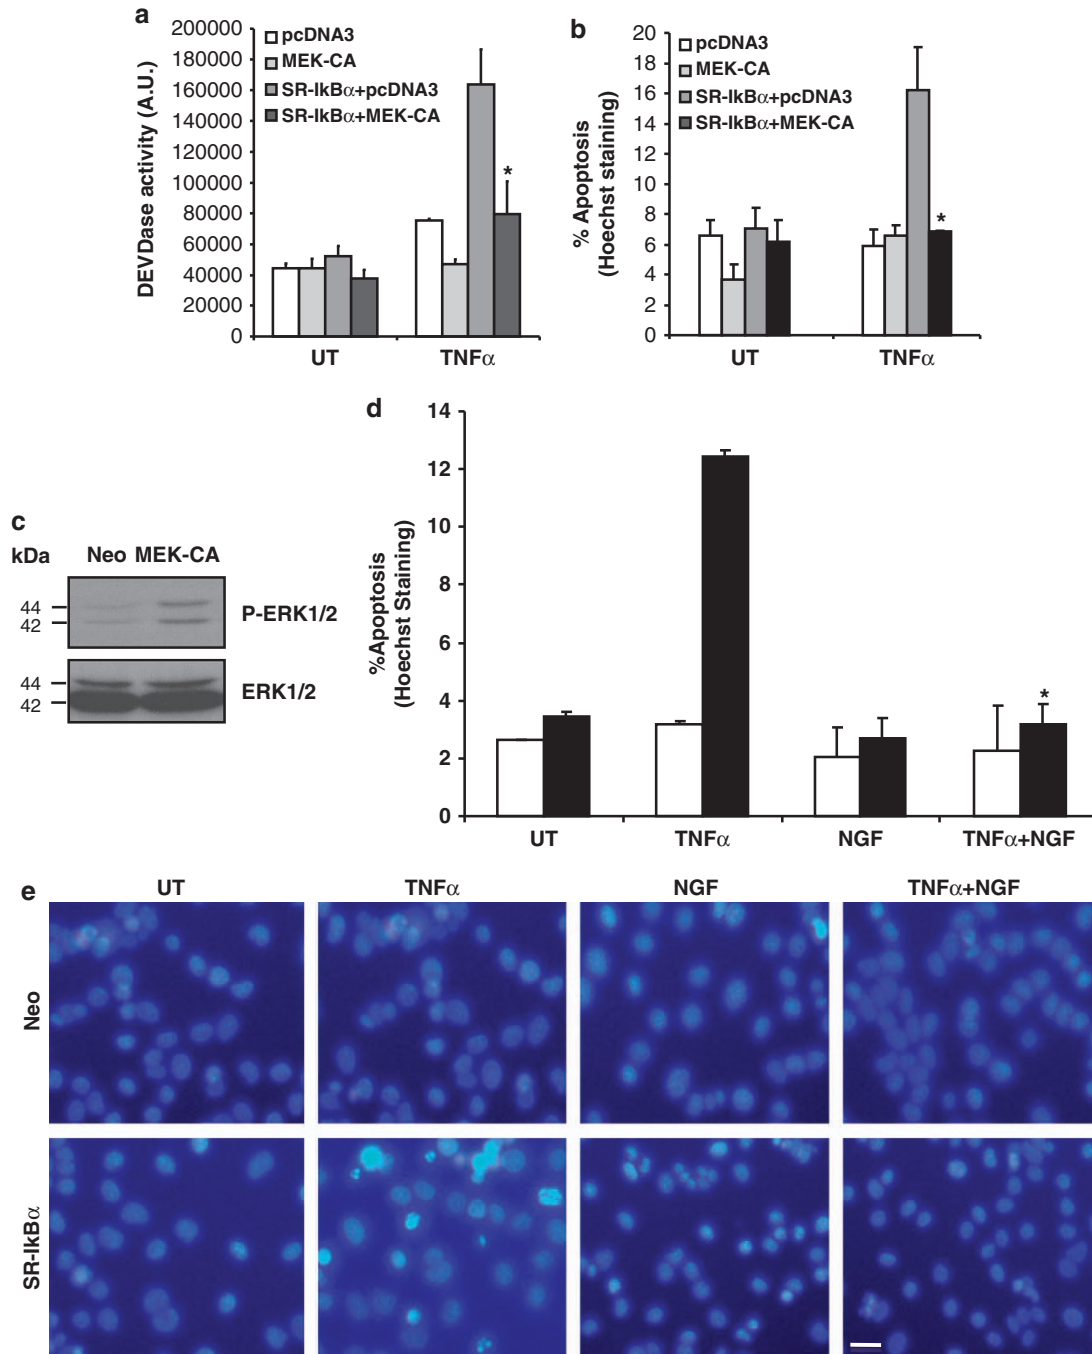 a
200000
180000
160000
140000
120000
100000
80000
60000
40000
20000
0
DEVDase activity (A.U.)
pcDNA3
MEK-CA
SR-IkBα+pcDNA3
SR-IkBα+MEK-CA
*
UT
TNFα
b
20
18
16
14
12
10
8
6
4
2
0
% Apoptosis
(Hoechst staining)
pcDNA3
MEK-CA
SR-IkBα+pcDNA3
SR-IkBα+MEK-CA
*
UT
TNFα
c
kDa
Neo MEK-CA
44
42
P-ERK1/2
44
42
ERK1/2
d
14
12
10
8
6
4
2
0
%Apoptosis
(Hoechst Staining)
*
UT
TNFα
NGF
TNFα+NGF
e
UT
TNFα
NGF
TNFα+NGF
Neo
SR-IkBα